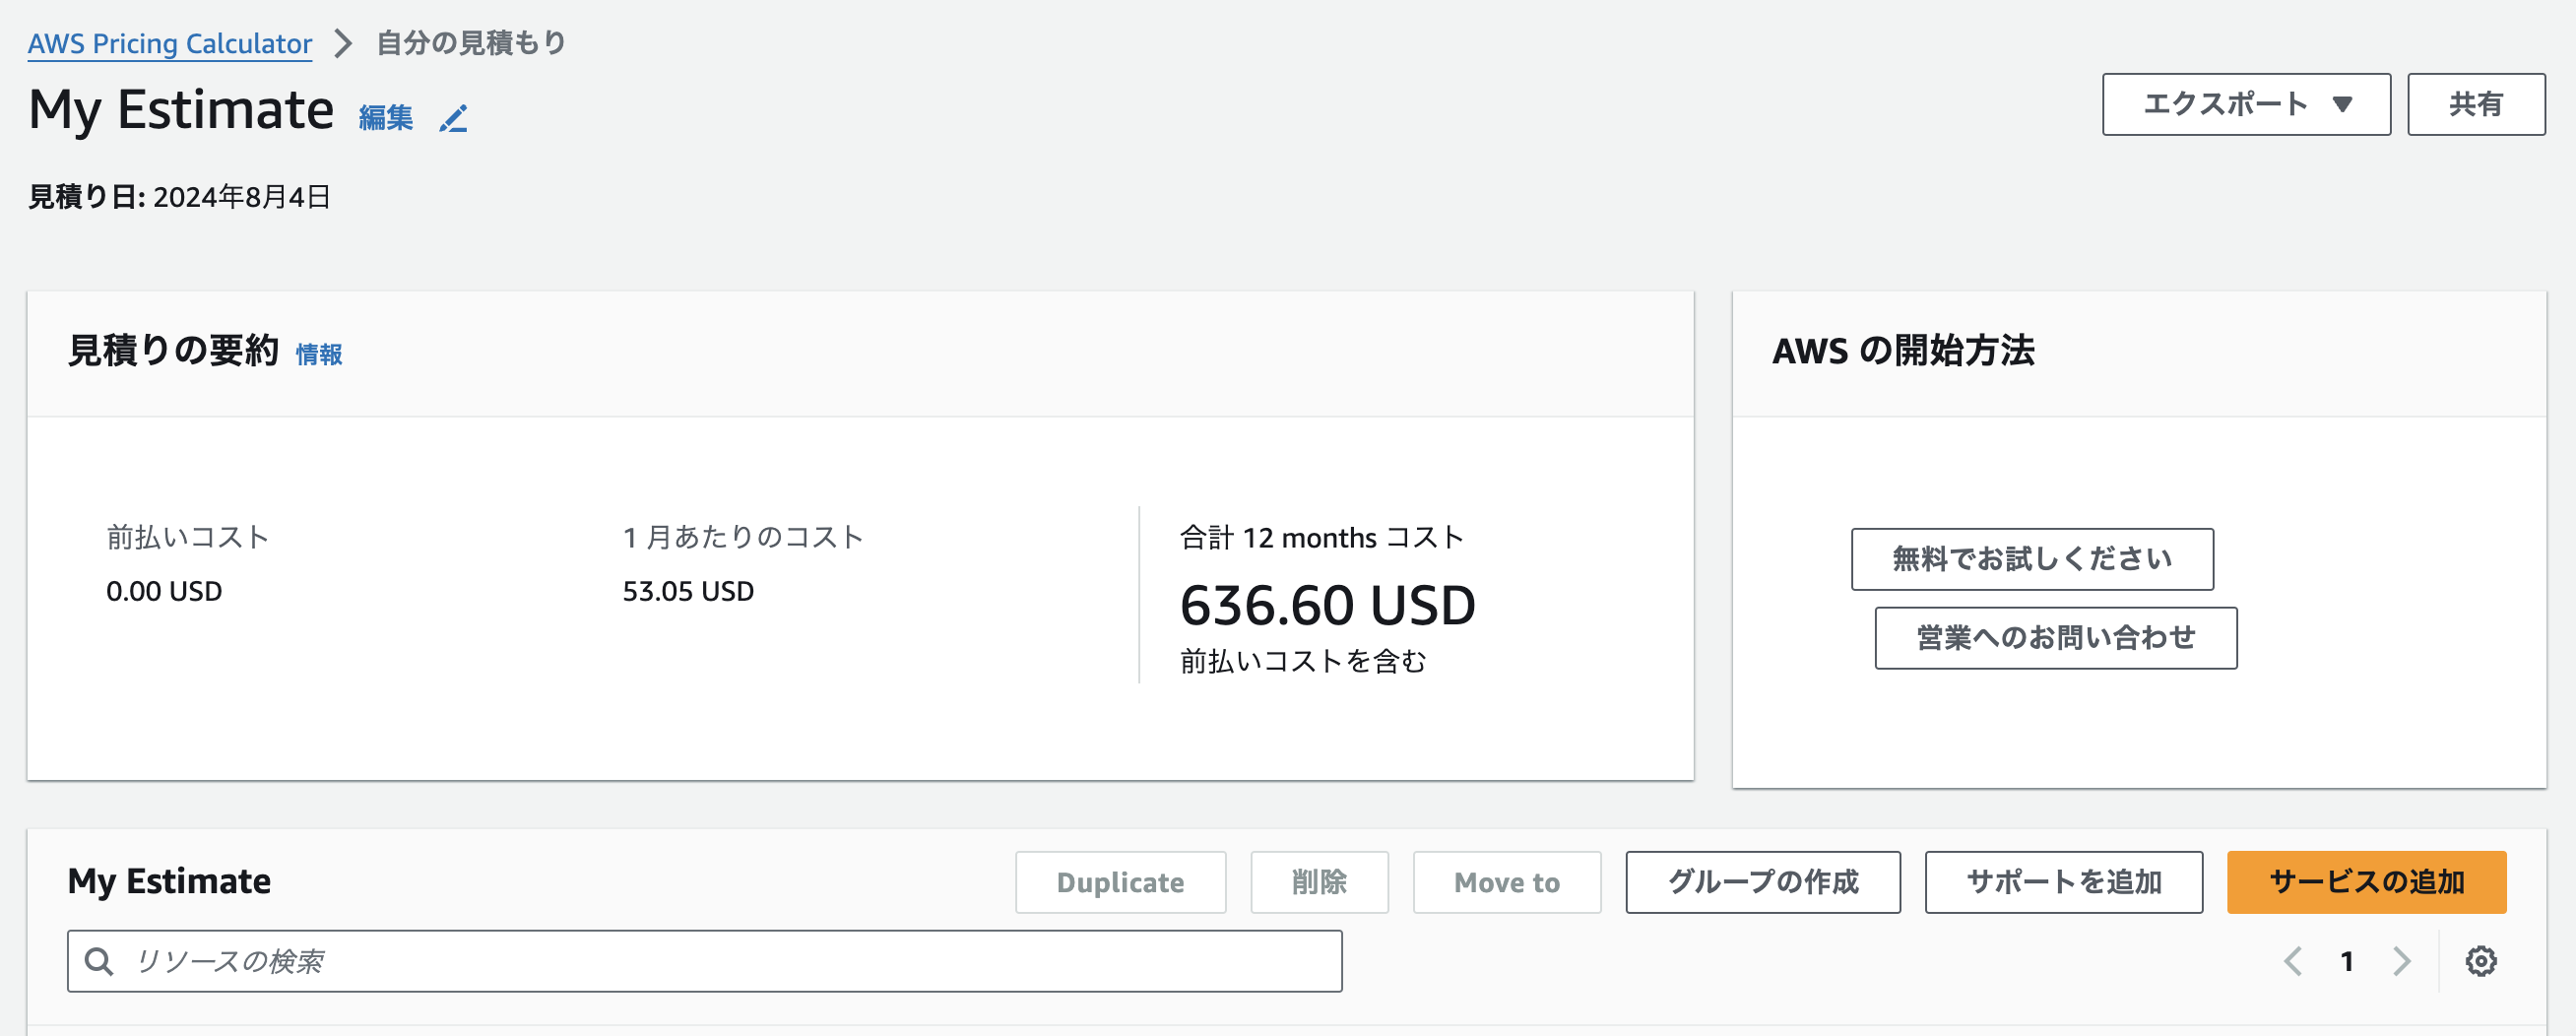 AWS Pricing Calculator > 自分の見積もり
My Estimate 編集
エクスポート ▼ 共有
見積り日: 2024年8月4日
見積りの要約 情報
AWS の開始方法
前払いコスト
0.00 USD
1 月あたりのコスト
53.05 USD
合計 12 months コスト
636.60 USD
前払いコストを含む
無料でお試しください
営業へのお問い合わせ
My Estimate
Duplicate 削除 Move to グループの作成 サポートを追加 サービスの追加
リソースの検索
1